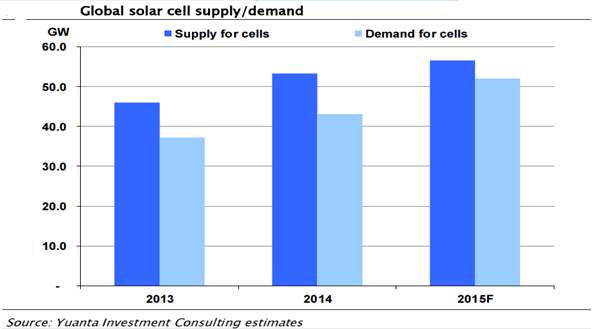 Global solar cell supply/demand
GW
Supply for cells
Demand for cells
60.0
50.0
40.0
30.0
20.0
10.0
-
2013
2014
2015F
Source: Yuanta Investment Consulting estimates